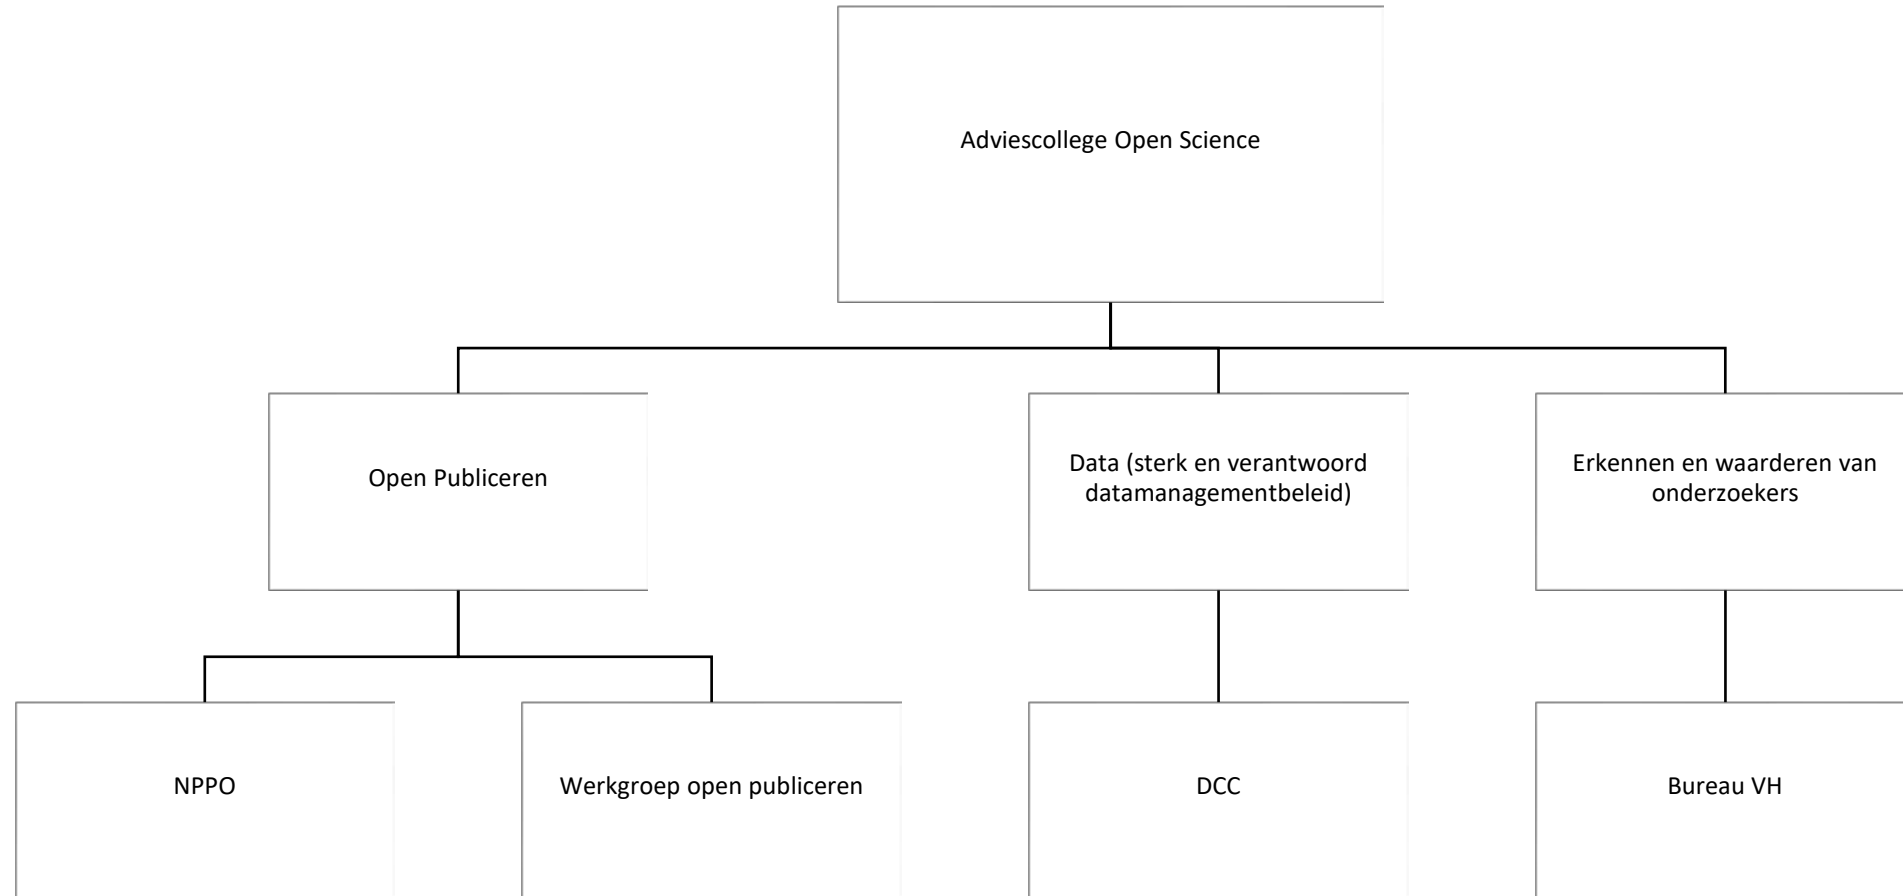 Adviescollege Open Science
Open Publiceren
Data (sterk en verantwoord
datamanagementbeleid)
Erkennen en waarderen van
onderzoekers
NPPO
Werkgroep open publiceren
DCC
Bureau VH